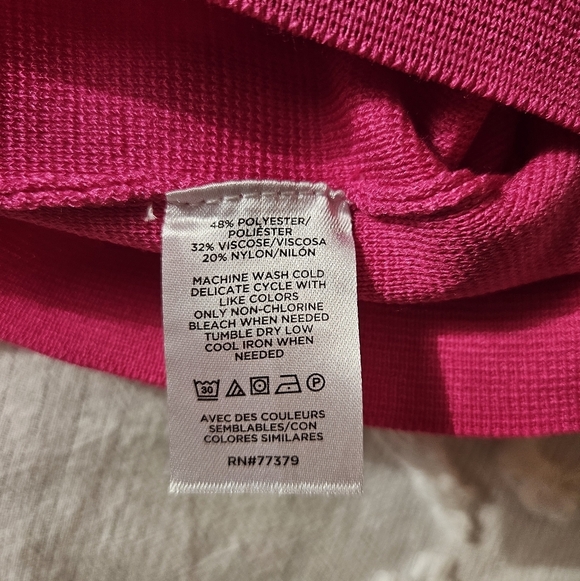 48% POLYESTER/
POLIÉSTER
32% VISCOSE/VISCOSA
20% NYLON/NILÓN
MACHINE WASH COLD
DELICATE CYCLE WITH
LIKE COLORS
ONLY NON-CHLORINE
BLEACH WHEN NEEDED
TUMBLE DRY LOW
COOL IRON WHEN
NEEDED
30 P
AVEC DES COULEURS
SEMBLABLES/CON
COLORES SIMILARES
RN#77379